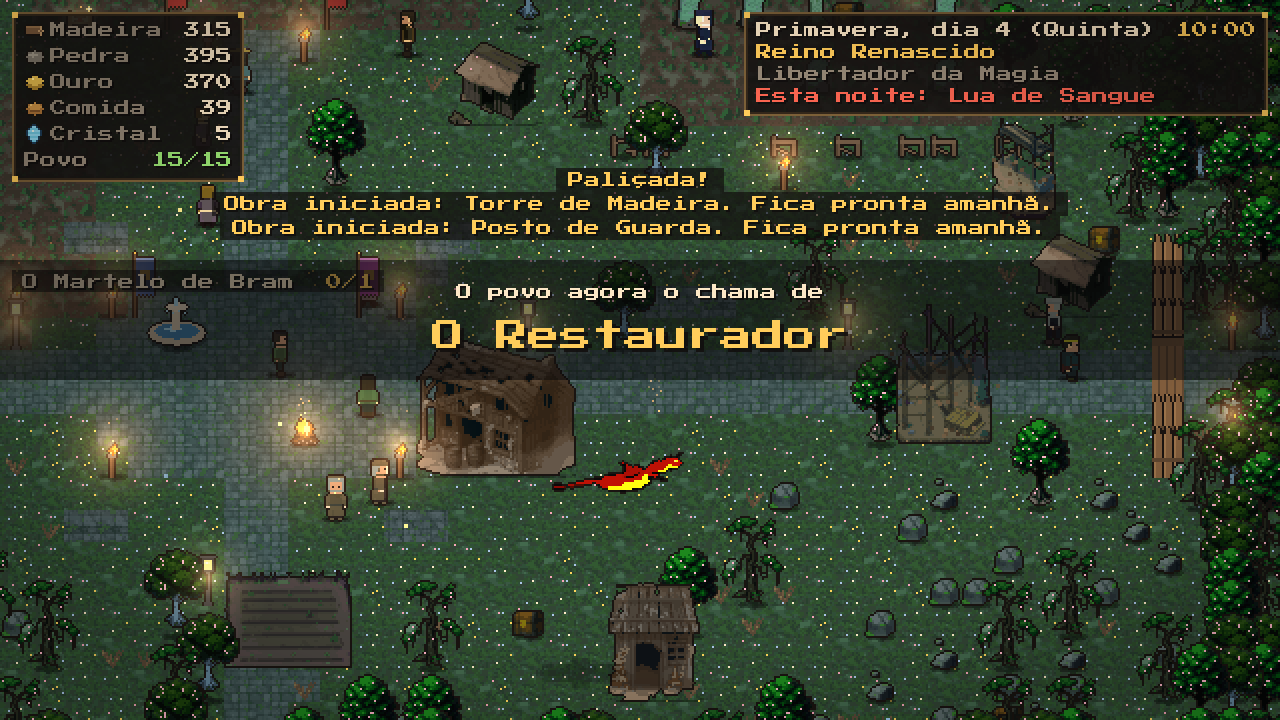 Madeira 315
Pedra 395
Ouro 370
Comida 39
Cristal 5
Povo 15/15
Primavera, dia 4 (Quinta) 10:00
Reino Renascido
Libertador da Magia
Esta noite: Lua de Sangue
Paliçada!
Obra iniciada: Torre de Madeira. Fica pronta amanhã.
Obra iniciada: Posto de Guarda. Fica pronta amanhã.
O Martelo de Bram 0/1
O povo agora o chama de
O Restaurador